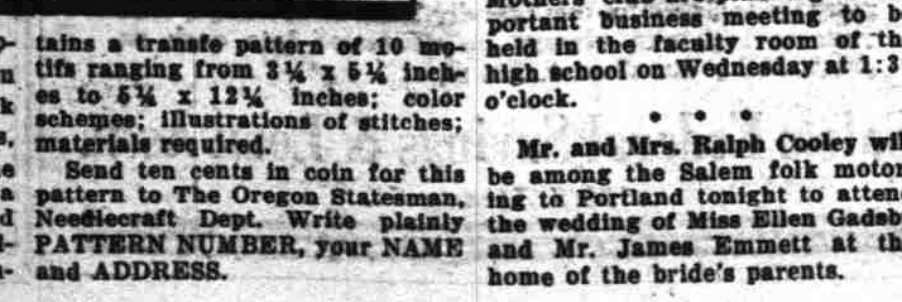 tains a transfe pattern of 10 mo-
tifs ranging from 3¼ x 5¼ inch-
es to 5¼ x 12¼ inches; color
schemes; illustrations of stitches;
materials required.
Send ten cents in coin for this
pattern to The Oregon Statesman,
Needlecraft Dept. Write plainly
PATTERN NUMBER, your NAME
and ADDRESS.
portant business meeting to b
held in the faculty room of th
high school on Wednesday at 1:3
o'clock.
• • •
Mr. and Mrs. Ralph Cooley wil
be among the Salem folk motor
ing to Portland tonight to atten
the wedding of Miss Ellen Gadsb
and Mr. James Emmett at th
home of the bride's parents.